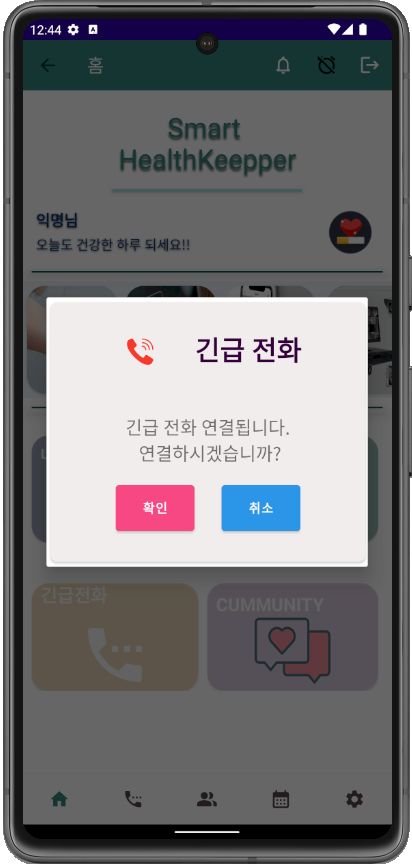 12:44
홈
Smart
HealthKeepper
익명님
오늘도 건강한 하루 되세요!!
긴급 전화
긴급 전화 연결됩니다.
연결하시겠습니까?
확인
취소
긴급전화
CUMMUNITY